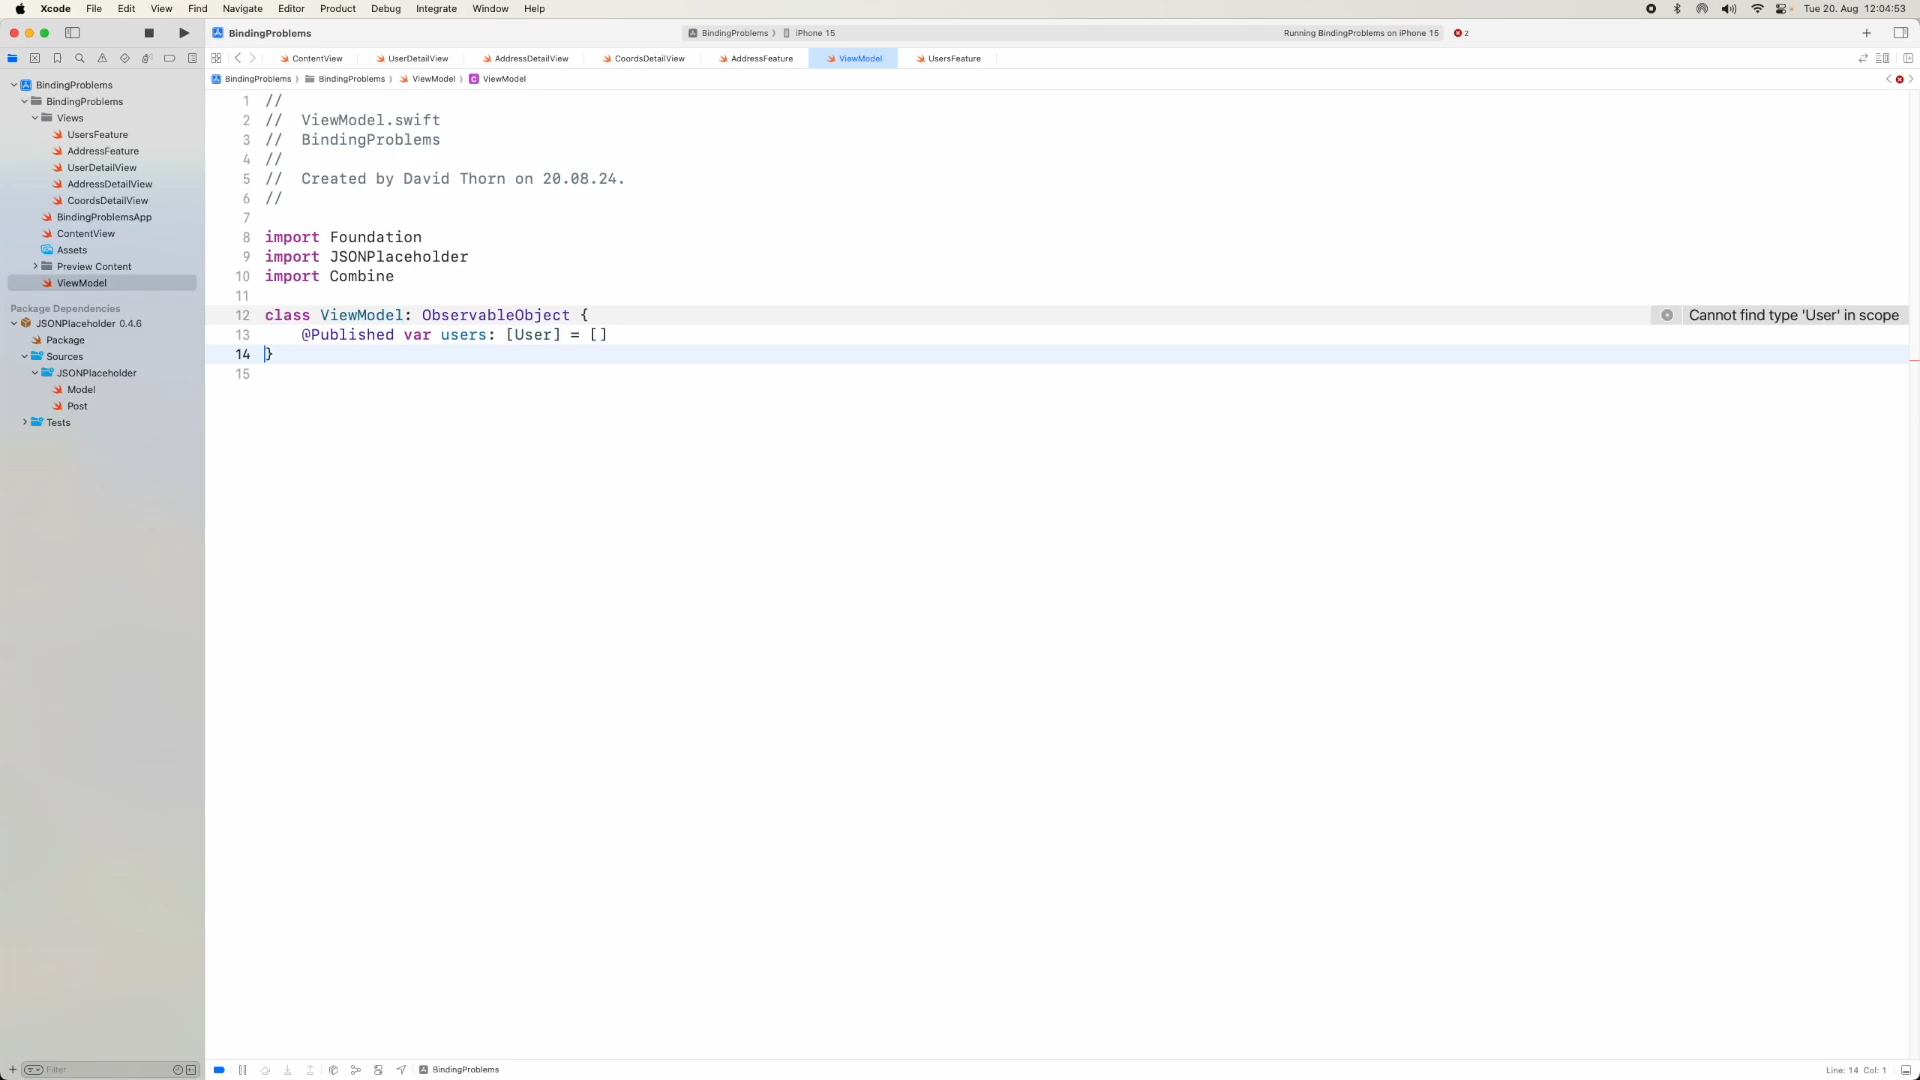 Xcode File Edit View Find Navigate Editor Product Debug Integrate Window Help Tue 20. Aug 12:04:53
BindingProblems BindingProblems iPhone 15 Running BindingProblems on iPhone 15 2
ContentView UserDetailView AddressDetailView CoordsDetailView AddressFeature ViewModel UsersFeature
BindingProblems BindingProblems ViewModel ViewModel
BindingProblems
BindingProblems
Views
UsersFeature
AddressFeature
UserDetailView
AddressDetailView
CoordsDetailView
BindingProblemsApp
ContentView
Assets
Preview Content
ViewModel
Package Dependencies
JSONPlaceholder 0.4.6
Package
Sources
JSONPlaceholder
Model
Post
Tests
Filter
1 //
2 // ViewModel.swift
3 // BindingProblems
4 //
5 // Created by David Thorn on 20.08.24.
6 //
7
8 import Foundation
9 import JSONPlaceholder
10 import Combine
11
12 class ViewModel: ObservableObject { Cannot find type 'User' in scope
13 @Published var users: [User] = []
14 }
15
BindingProblems Line: 14 Col: 1